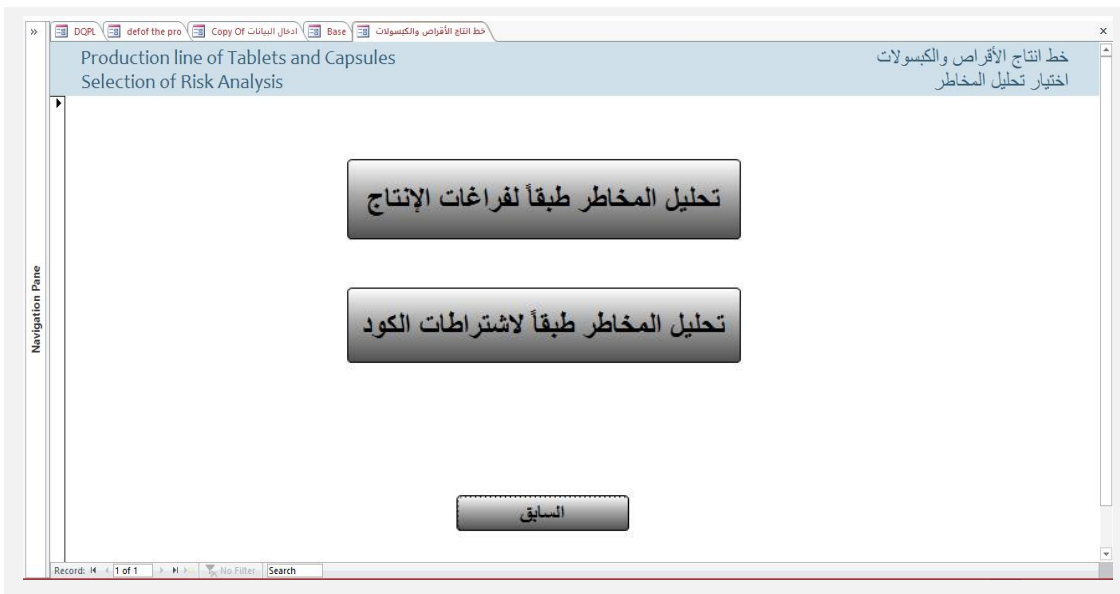 DQPL
defof the pro
Copy Of ادخال البيانات
Base
خط انتاج الأقراص والكبسولات
Production line of Tablets and Capsules
Selection of Risk Analysis
خط انتاج الأقراص والكبسولات
اختيار تحليل المخاطر
تحليل المخاطر طبقاً لفراغات الإنتاج
تحليل المخاطر طبقاً لاشتراطات الكود
السابق
Navigation Pane
Record: 1 of 1 No Filter Search